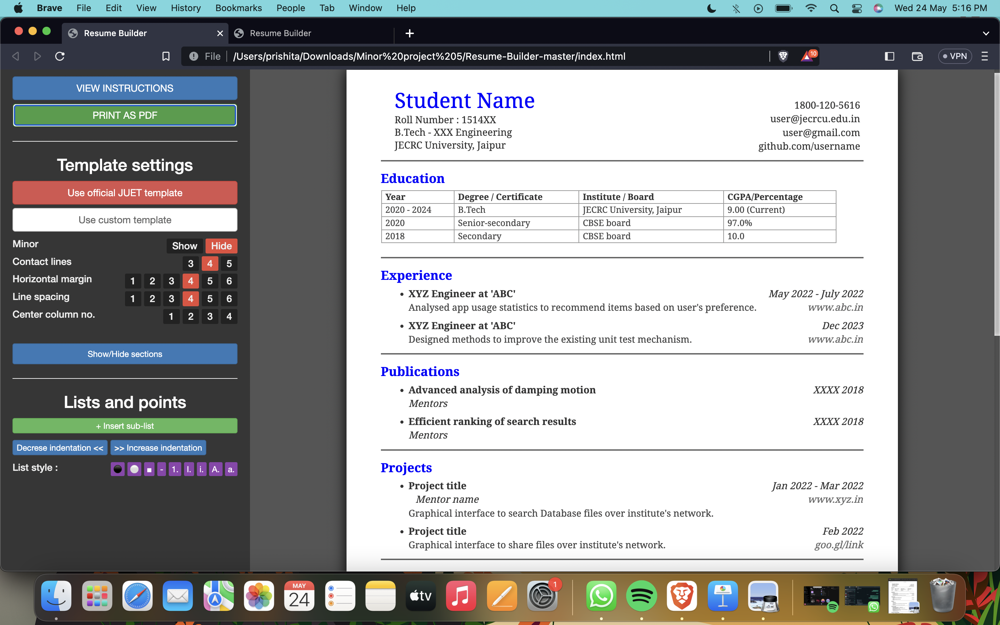 Brave File Edit View History Bookmarks People Tab Window Help Wed 24 May 5:16 PM
Resume Builder Resume Builder
File /Users/prishita/Downloads/Minor%20project%205/Resume-Builder-master/index.html 10 VPN
VIEW INSTRUCTIONS
PRINT AS PDF
Template settings
Use official JUET template
Use custom template
Minor Show Hide
Contact lines 3 4 5
Horizontal margin 1 2 3 4 5 6
Line spacing 1 2 3 4 5 6
Center column no. 1 2 3 4
Show/Hide sections
Lists and points
+ Insert sub-list
Decrese indentation << >> Increase indentation
List style : - 1. I. i. A. a.
Student Name
Roll Number : 1514XX
B.Tech - XXX Engineering
JECRC University, Jaipur
1800-120-5616
user@jecrcu.edu.in
user@gmail.com
github.com/username
Education
Year Degree / Certificate Institute / Board CGPA/Percentage
2020 - 2024 B.Tech JECRC University, Jaipur 9.00 (Current)
2020 Senior-secondary CBSE board 97.0%
2018 Secondary CBSE board 10.0
Experience
• XYZ Engineer at 'ABC' May 2022 - July 2022
Analysed app usage statistics to recommend items based on user's preference. www.abc.in
• XYZ Engineer at 'ABC' Dec 2023
Designed methods to improve the existing unit test mechanism. www.abc.in
Publications
• Advanced analysis of damping motion XXXX 2018
Mentors
• Efficient ranking of search results XXXX 2018
Mentors
Projects
• Project title Jan 2022 - Mar 2022
Mentor name www.xyz.in
Graphical interface to search Database files over institute's network.
• Project title Feb 2022
Graphical interface to share files over institute's network. goo.gl/link
MAY
24
tv
1